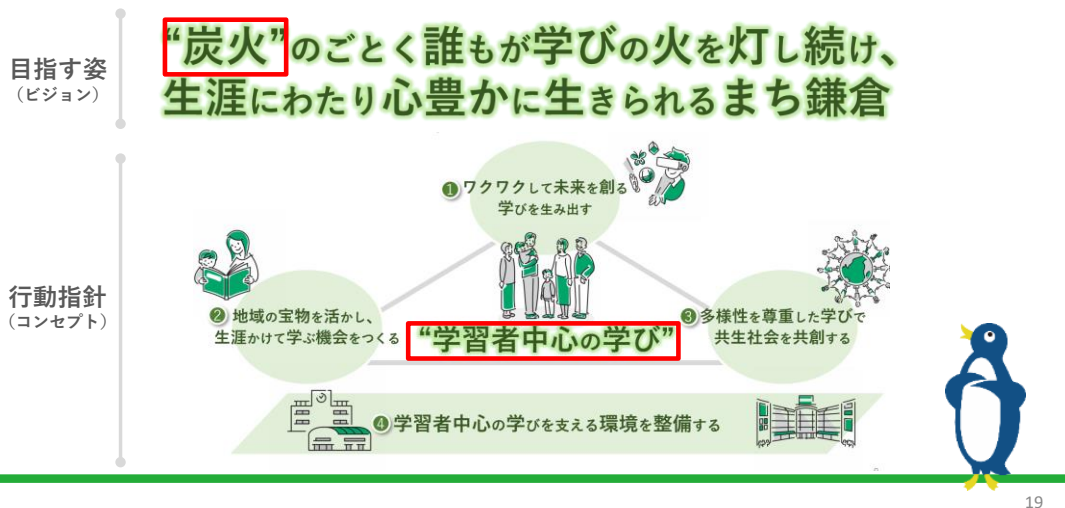 目指す姿
（ビジョン）
“炭火”のごとく誰もが学びの火を灯し続け、
生涯にわたり心豊かに生きられるまち鎌倉
行動指針
（コンセプト）
❶ワクワクして未来を創る
学びを生み出す
❷地域の宝物を活かし、
生涯かけて学ぶ機会をつくる
“学習者中心の学び”
❸多様性を尊重した学びで
共生社会を共創する
❹学習者中心の学びを支える環境を整備する
19